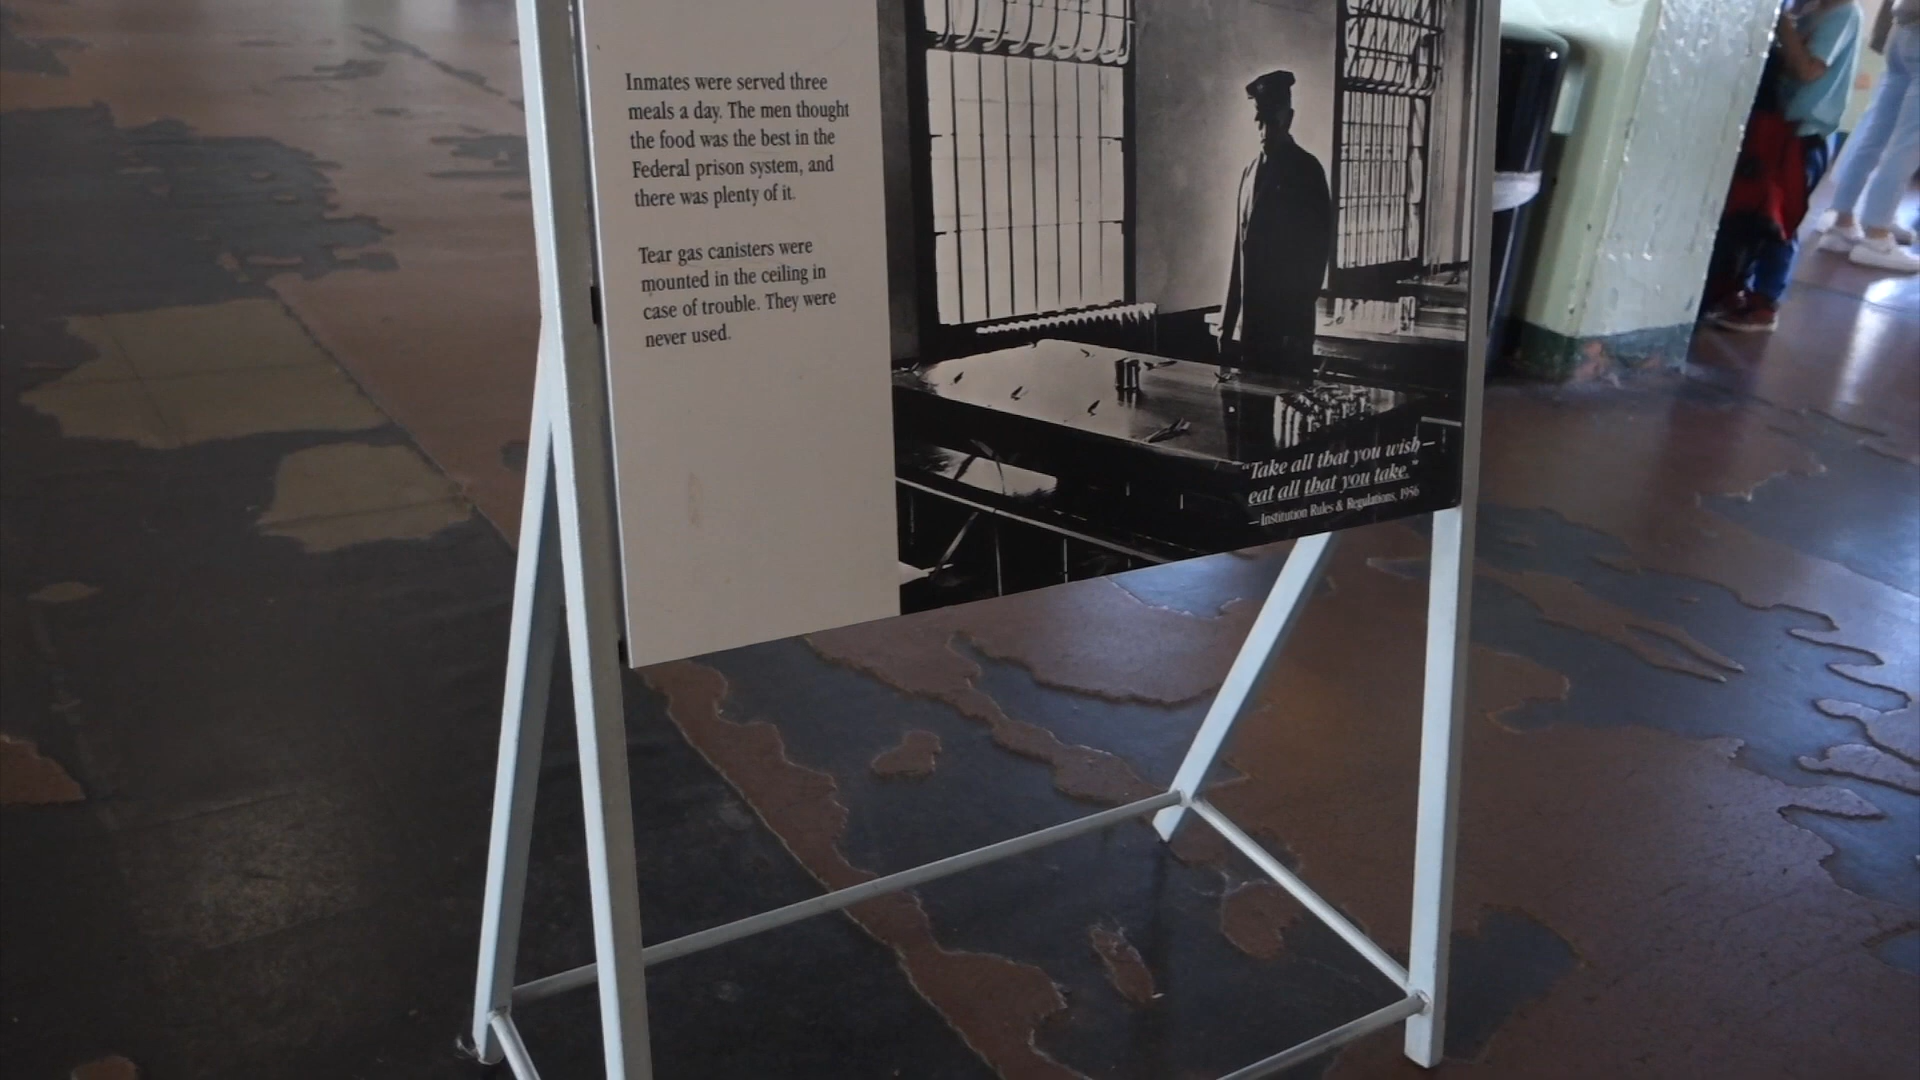 Inmates were served three
meals a day. The men thought
the food was the best in the
Federal prison system, and
there was plenty of it.
Tear gas canisters were
mounted in the ceiling in
case of trouble. They were
never used.
"Take all that you wish—
eat all that you take."
—Institution Rules & Regulations, 1956